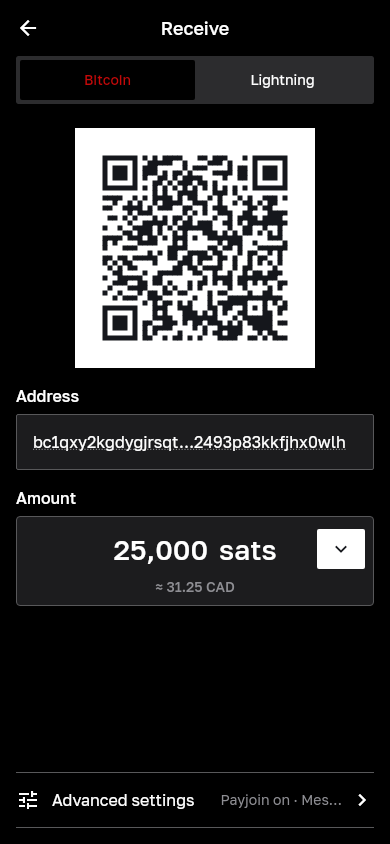 Receive
Bitcoin
Lightning
Address
bc1qxy2kgdygjrsqt...2493p83kkfjhx0wlh
Amount
25,000 sats
≈ 31.25 CAD
Advanced settings
Payjoin on · Mes...